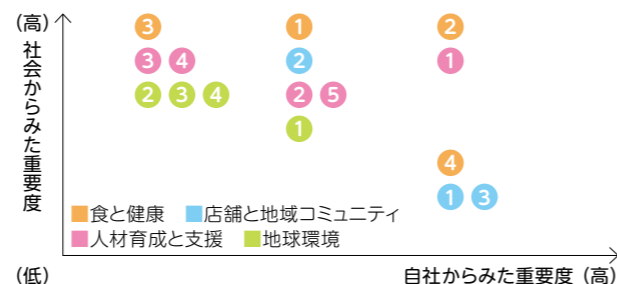 (高)
社会からみた重要度
3 1 2
3 4 2 1
2 3 4 2 5
1
4
1 3
食と健康 店舗と地域コミュニティ
人材育成と支援 地球環境
(低) 自社からみた重要度 (高)